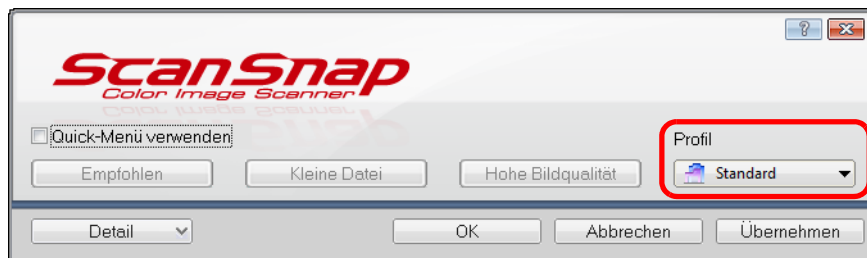 ?
ScanSnap
Color Image Scanner
Quick-Menü verwenden
Profil
Empfohlen
Kleine Datei
Hohe Bildqualität
Standard
Detail
OK
Abbrechen
Übernehmen